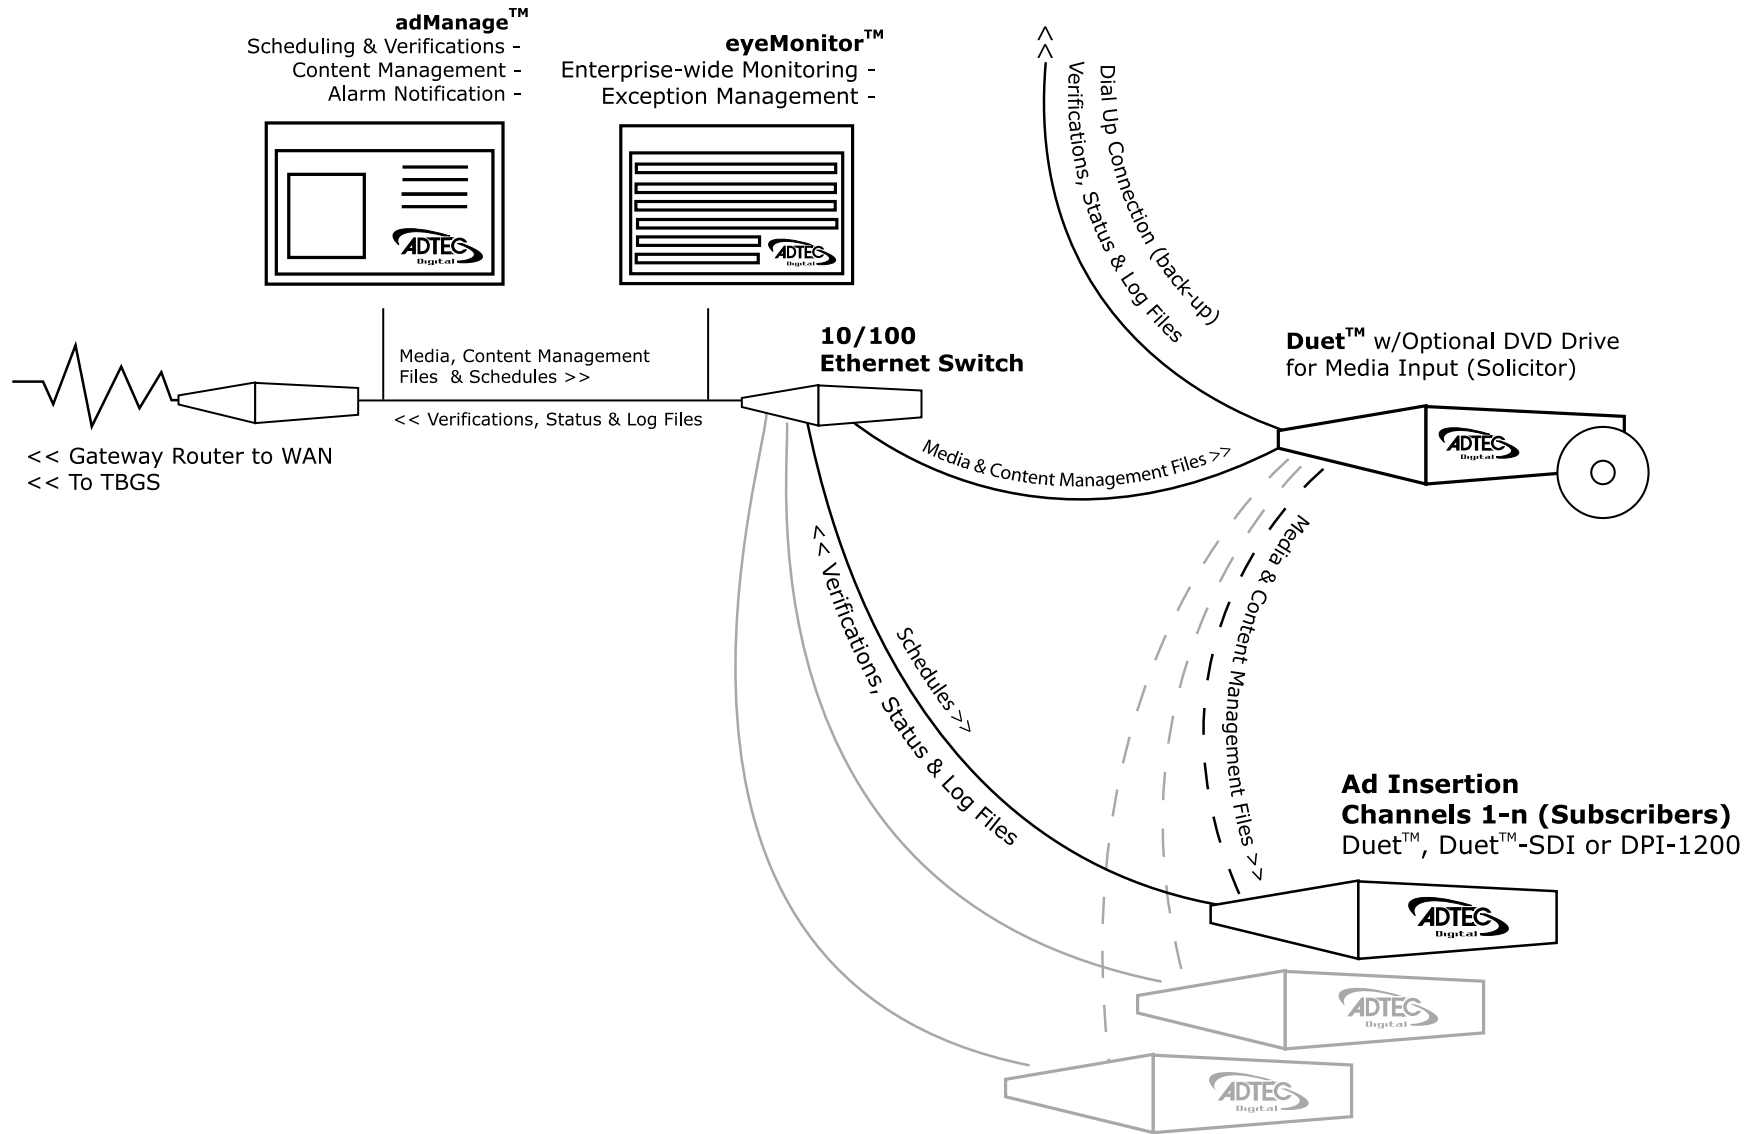 adManage™
Scheduling & Verifications -
Content Management -
Alarm Notification -
eyeMonitor™
Enterprise-wide Monitoring -
Exception Management -
ADTEC
Digital
ADTEC
Digital
<< Verifications, Status & Log Files
Dial Up Connection (back-up)
Media, Content Management
Files & Schedules >>
<< Verifications, Status & Log Files
<< Gateway Router to WAN
<< To TBGS
10/100
Ethernet Switch
Duet™ w/Optional DVD Drive
for Media Input (Solicitor)
ADTEC
Digital
Media & Content Management Files >>
Media & Content Management Files >>
Schedules >>
<< Verifications, Status & Log Files
Ad Insertion
Channels 1-n (Subscribers)
Duet™, Duet™-SDI or DPI-1200
ADTEC
Digital
ADTEC
Digital
ADTEC
Digital